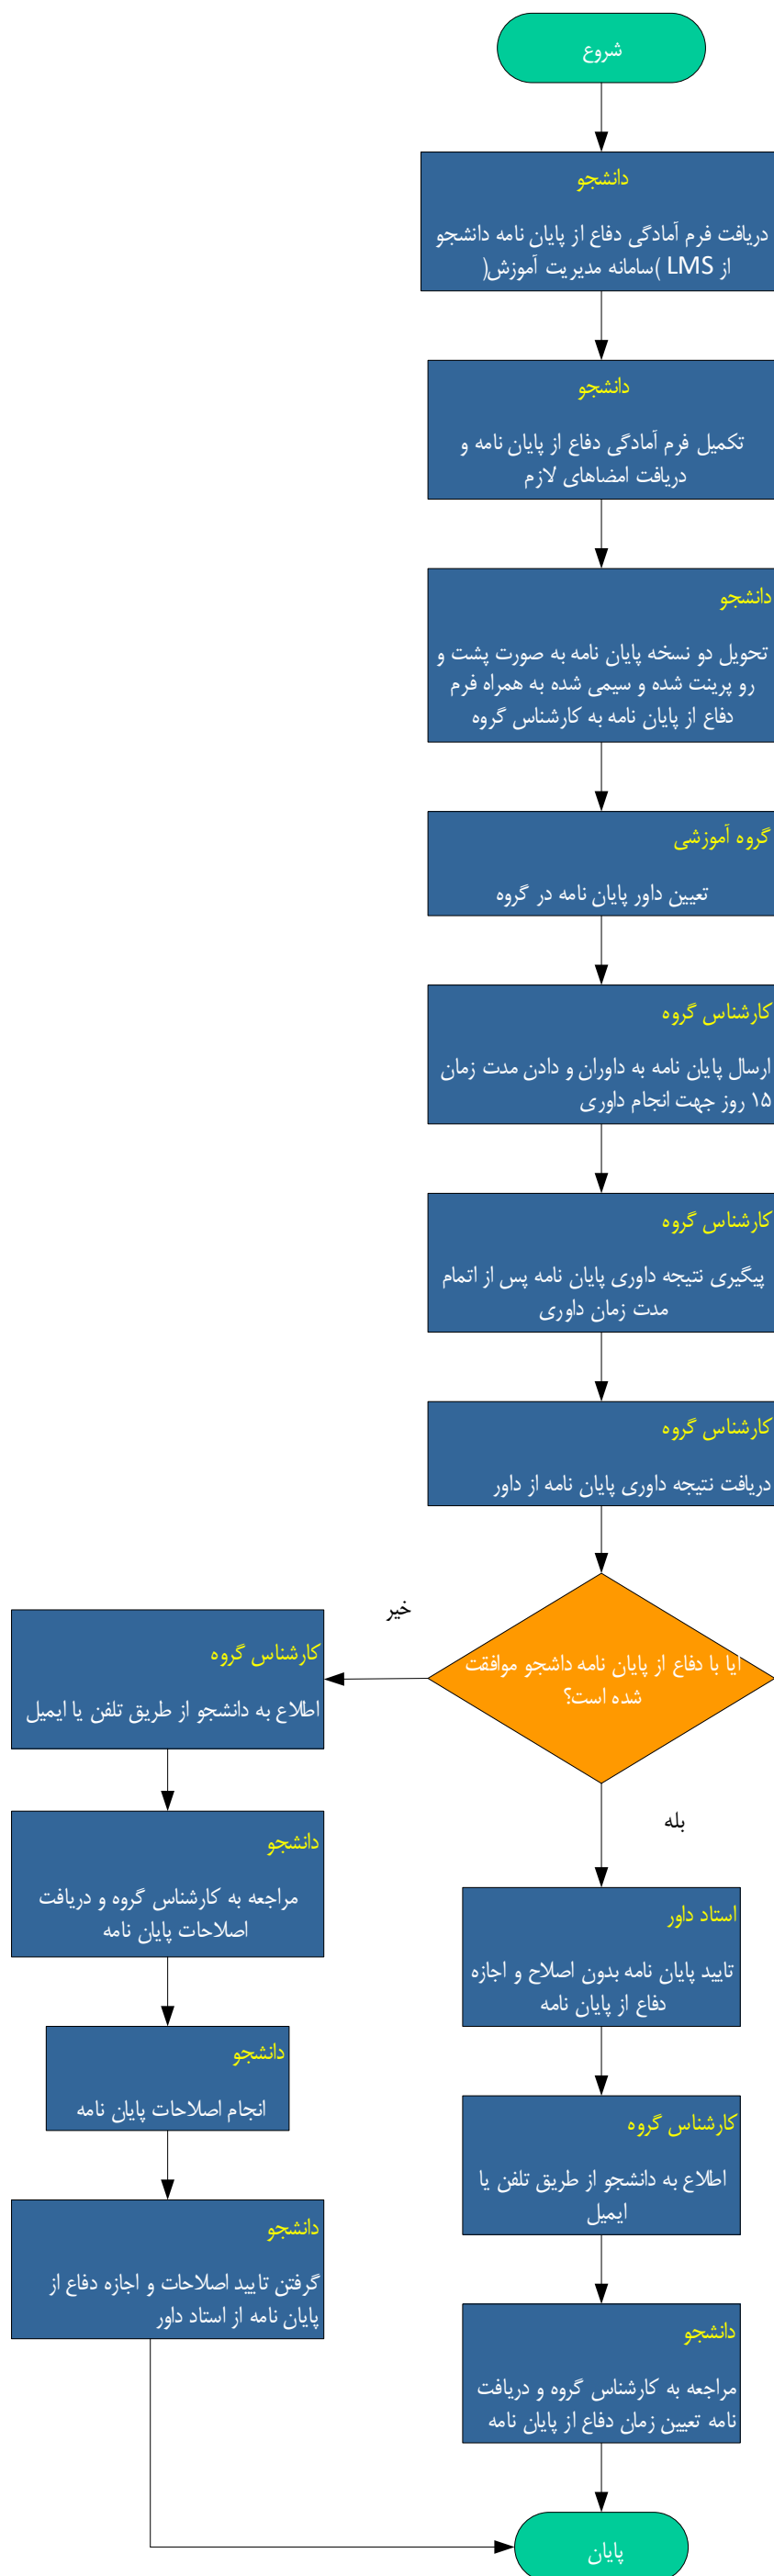 شروع
دانشجو
دریافت فرم آمادگی دفاع از پایان نامه دانشجو
از LMS )سامانه مدیریت آموزش(
دانشجو
تکمیل فرم آمادگی دفاع از پایان نامه و
دریافت امضاهای لازم
دانشجو
تحویل دو نسخه پایان نامه به صورت پشت و
رو پرینت شده و سیمی شده به همراه فرم
دفاع از پایان نامه به کارشناس گروه
گروه آموزشی
تعیین داور پایان نامه در گروه
کارشناس گروه
ارسال پایان نامه به داوران و دادن مدت زمان
۱۵ روز جهت انجام داوری
کارشناس گروه
پیگیری نتیجه داوری پایان نامه پس از اتمام
مدت زمان داوری
کارشناس گروه
دریافت نتیجه داوری پایان نامه از داور
آیا با دفاع از پایان نامه داشجو موافقت
شده است؟
خیر
کارشناس گروه
اطلاع به دانشجو از طریق تلفن یا ایمیل
دانشجو
مراجعه به کارشناس گروه و دریافت
اصلاحات پایان نامه
دانشجو
انجام اصلاحات پایان نامه
دانشجو
گرفتن تایید اصلاحات و اجازه دفاع از
پایان نامه از استاد داور
بله
استاد داور
تایید پایان نامه بدون اصلاح و اجازه
دفاع از پایان نامه
کارشناس گروه
اطلاع به دانشجو از طریق تلفن یا
ایمیل
دانشجو
مراجعه به کارشناس گروه و دریافت
نامه تعیین زمان دفاع از پایان نامه
پایان